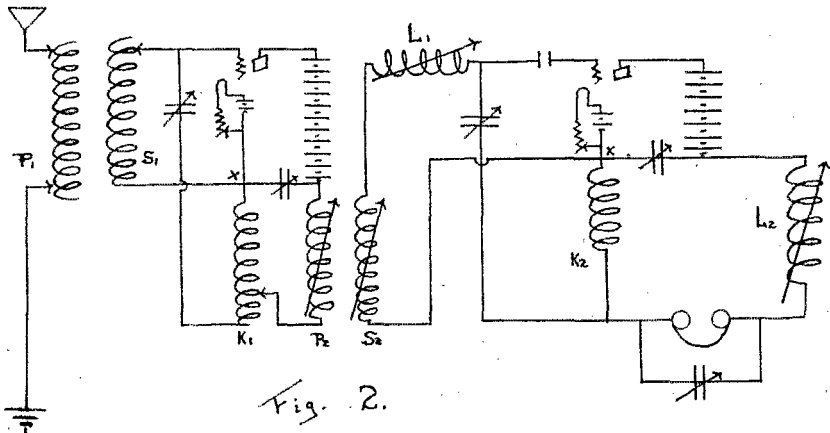 L₁
P₁
S₁
x
x
L₂
K₂
K₁
P₂
S₂
Fig. 2.